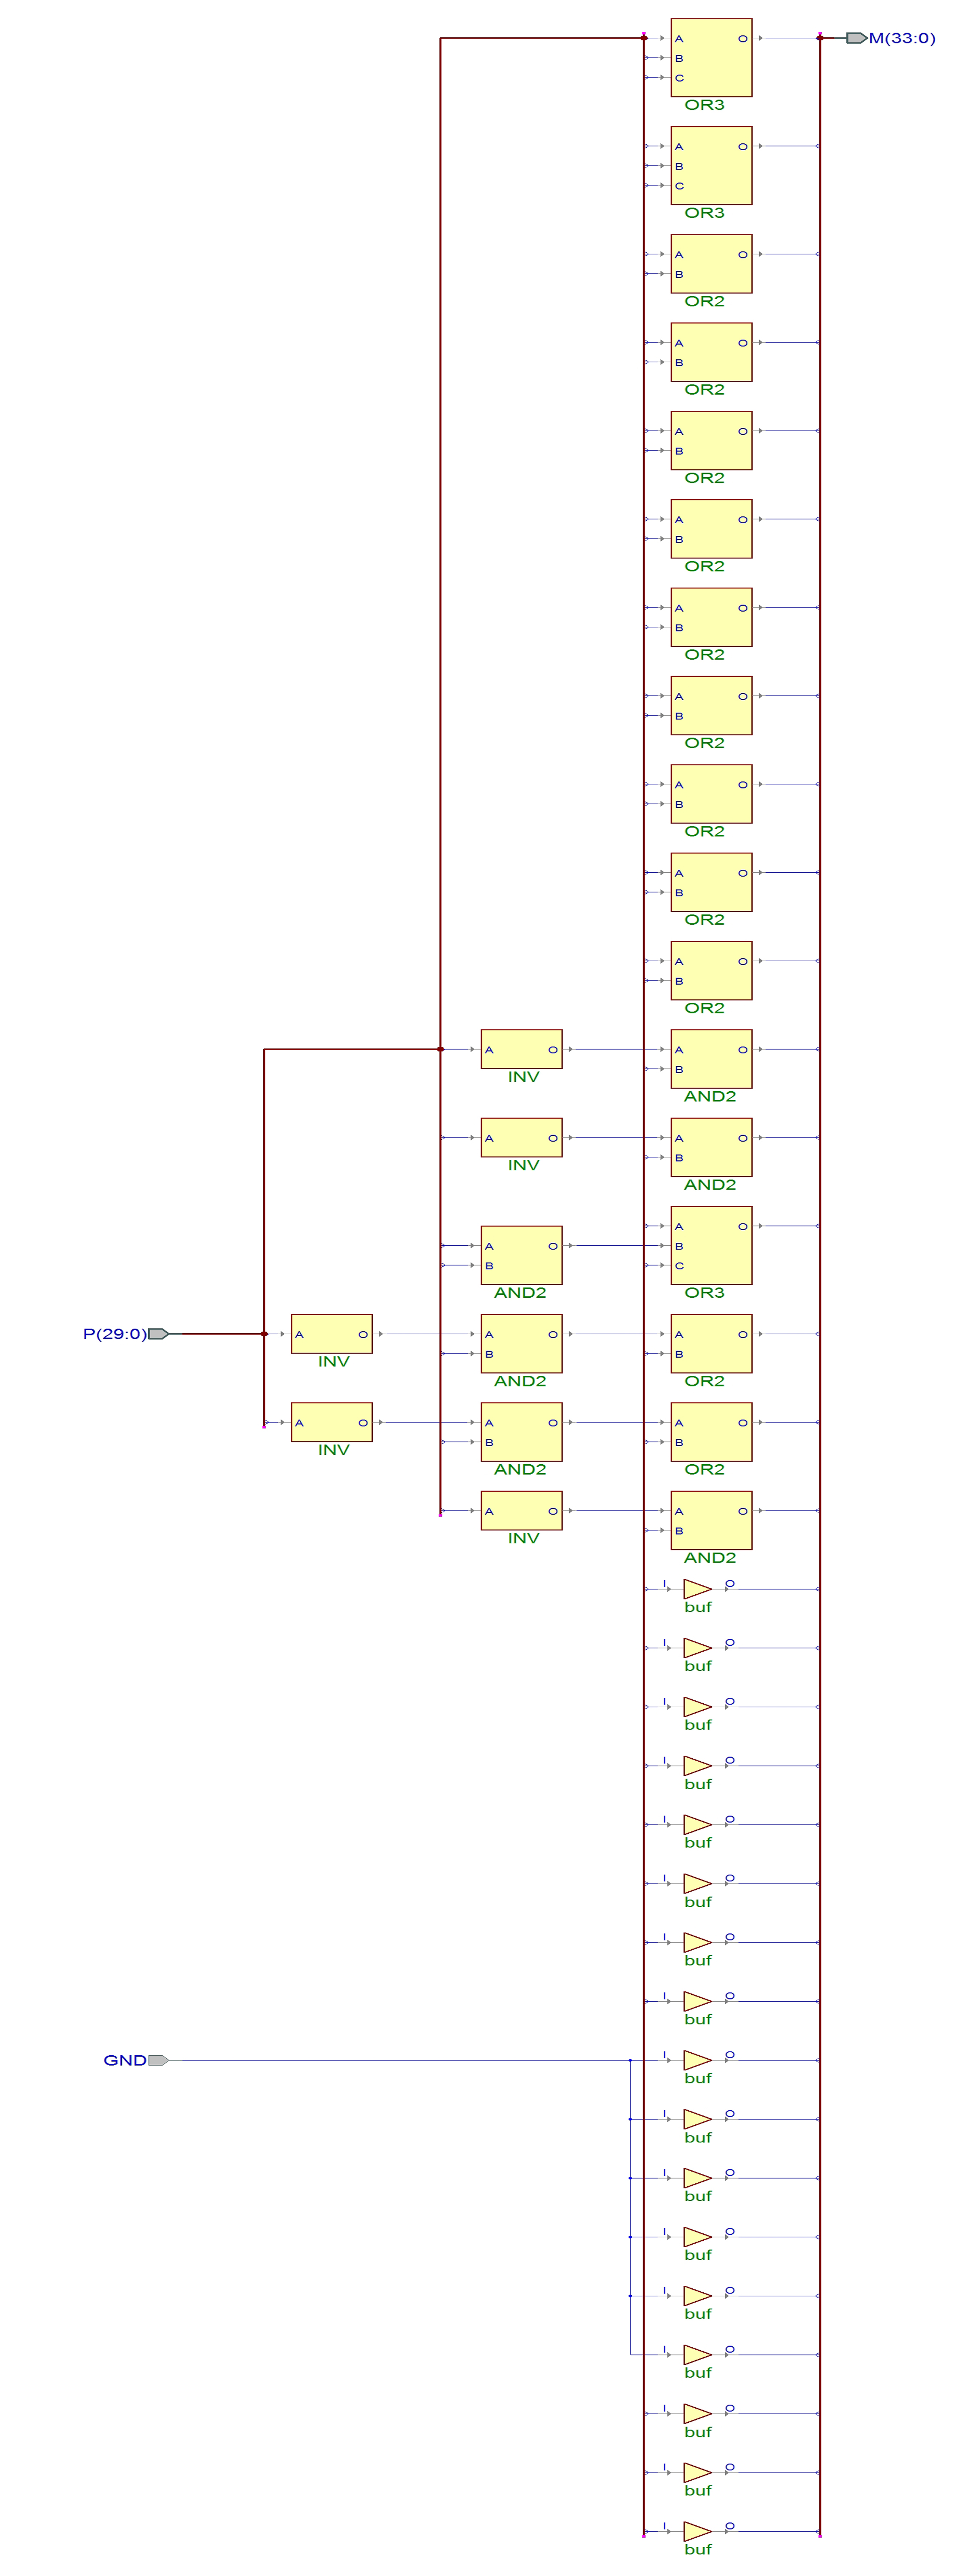 A O M(33:0)
B
C
OR3
A O
B
C
OR3
A O
B
OR2
A O
B
OR2
A O
B
OR2
A O
B
OR2
A O
B
OR2
A O
B
OR2
A O
B
OR2
A O
B
OR2
A O
B
OR2
A O A O
B
INV
AND2
A O A O
B
INV
AND2
A O
A O B
B C
AND2 OR3
P(29:0) A O A O A O
B B
INV
AND2 OR2
A O A O A O
B B
INV
AND2 OR2
A O A O
B
INV
AND2
I O
buf
I O
buf
I O
buf
I O
buf
I O
buf
I O
buf
I O
buf
I O
buf
GND I O
buf
I O
buf
I O
buf
I O
buf
I O
buf
I O
buf
I O
buf
I O
buf
I O
buf